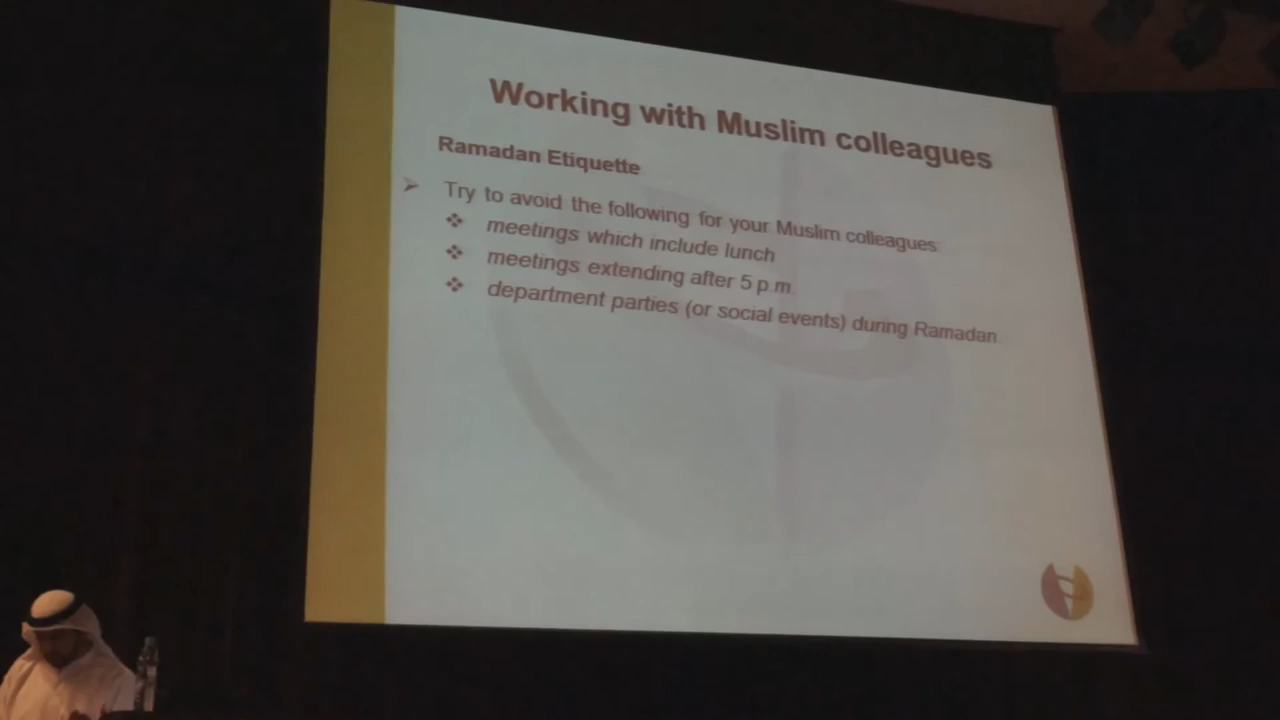 Working with Muslim colleagues
Ramadan Etiquette
➢ Try to avoid the following for your Muslim colleagues:
❖ meetings which include lunch
❖ meetings extending after 5 p.m.
❖ department parties (or social events) during Ramadan.